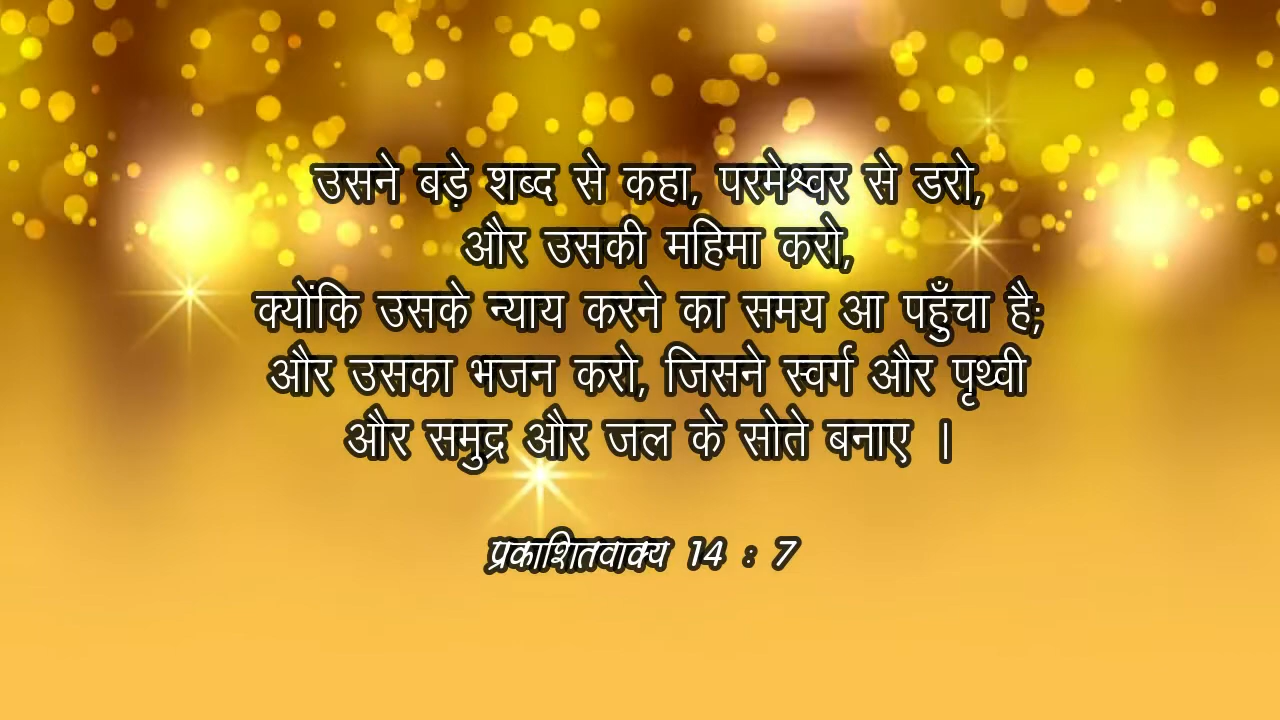 उसने बड़े शब्द से कहा, परमेश्वर से डरो,
और उसकी महिमा करो,
क्योंकि उसके न्याय करने का समय आ पहुँचा है;
और उसका भजन करो, जिसने स्वर्ग और पृथ्वी
और समुद्र और जल के सोते बनाए ।
प्रकाशितवाक्य 14 : 7